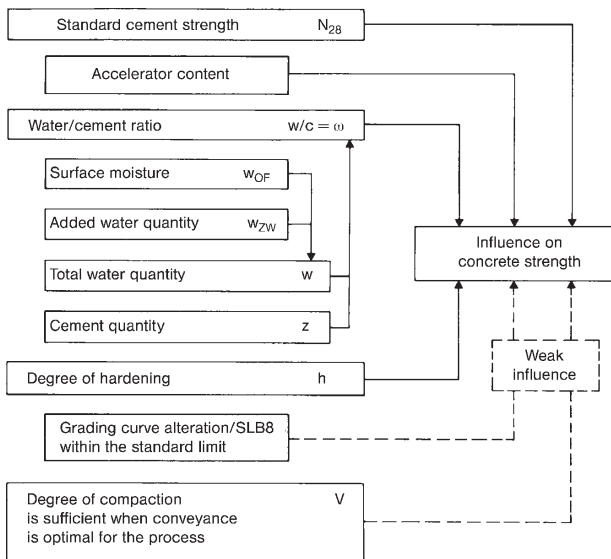 Standard cement strength N₂₈
Accelerator content
Water/cement ratio w/c = ω
Surface moisture w_OF
Added water quantity w_ZW
Total water quantity w
Cement quantity z
Influence on
concrete strength
Weak
influence
Degree of hardening h
Grading curve alteration/SLB8
within the standard limit
Degree of compaction V
is sufficient when conveyance
is optimal for the process